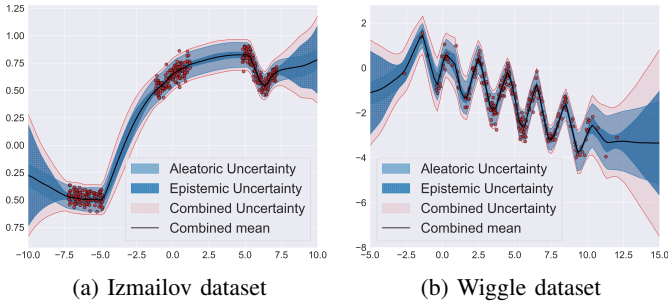 1.25
1.00
0.75
0.50
0.25
0.00
0.25
0.50
0.75
−10.0 −7.5 −5.0 −2.5 0.0 2.5 5.0 7.5 10.0
Aleatoric Uncertainty
Epistemic Uncertainty
Combined Uncertainty
Combined mean
(a) Izmailov dataset
2
0
−2
−4
−6
−8
−5.0 −2.5 0.0 2.5 5.0 7.5 10.0 12.5 15.0
Aleatoric Uncertainty
Epistemic Uncertainty
Combined Uncertainty
Combined mean
(b) Wiggle dataset